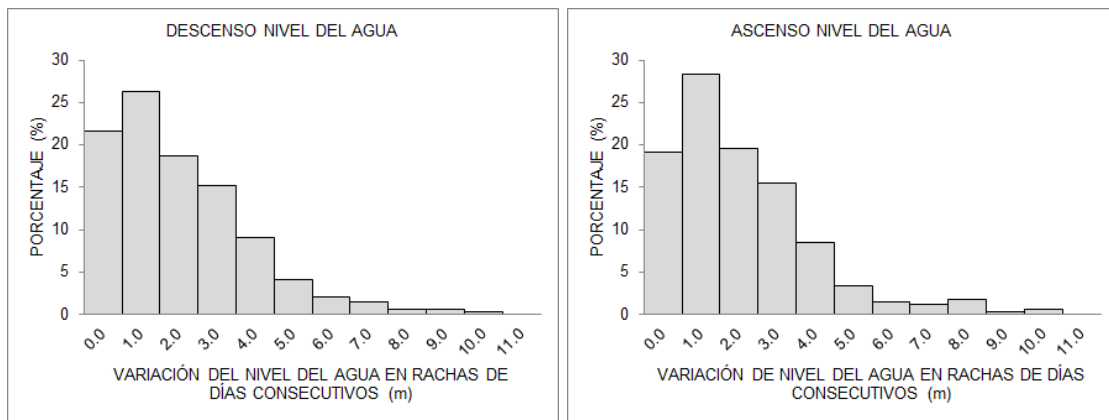 DESCENSO NIVEL DEL AGUA
PORCENTAJE (%)
30
25
20
15
10
5
0
0.0 1.0 2.0 3.0 4.0 5.0 6.0 7.0 8.0 9.0 10.0 11.0
VARIACIÓN DEL NIVEL DEL AGUA EN RACHAS DE
DÍAS CONSECUTIVOS (m)
ASCENSO NIVEL DEL AGUA
PORCENTAJE (%)
30
25
20
15
10
5
0
0.0 1.0 2.0 3.0 4.0 5.0 6.0 7.0 8.0 9.0 10.0 11.0
VARIACIÓN DE NIVEL DEL AGUA EN RACHAS DE DÍAS
CONSECUTIVOS (m)